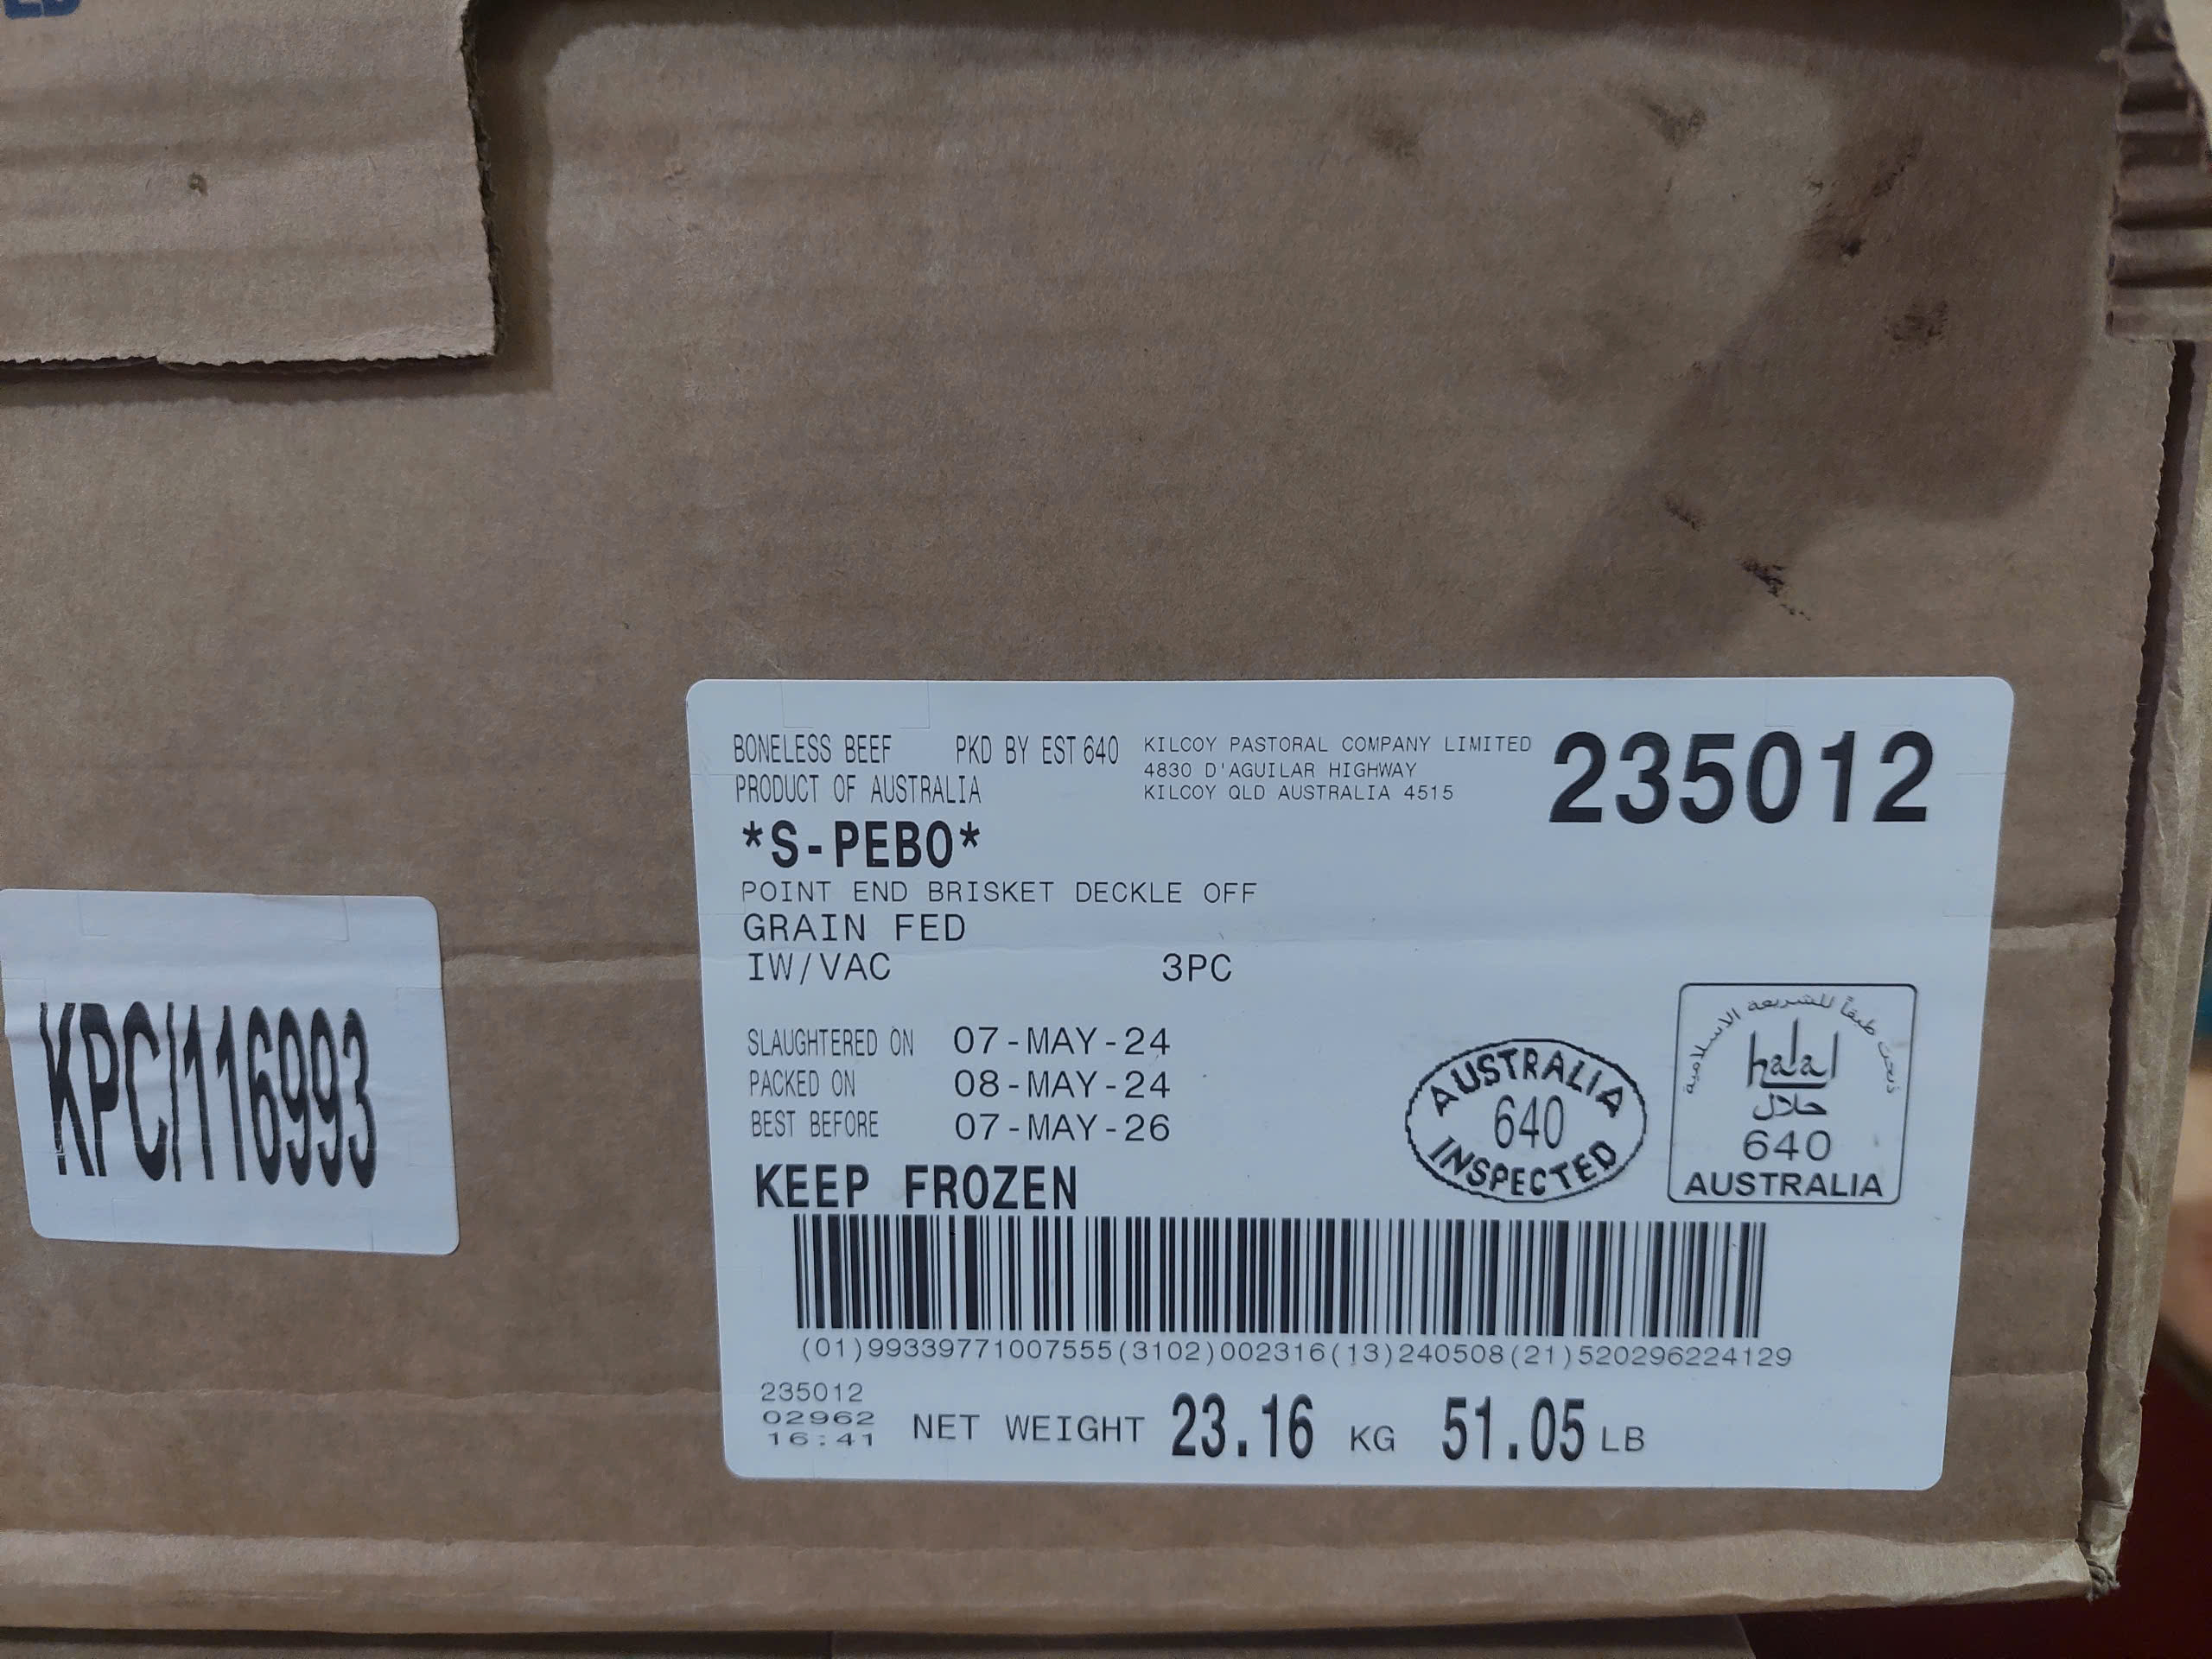 BONELESS BEEF PKD BY EST 640
PRODUCT OF AUSTRALIA
KILCOY PASTORAL COMPANY LIMITED
4830 D'AGUILAR HIGHWAY
KILCOY QLD AUSTRALIA 4515
235012
*S-PEBO*
POINT END BRISKET DECKLE OFF
GRAIN FED
IW/VAC 3PC
SLAUGHTERED ON 07-MAY-24
PACKED ON 08-MAY-24
BEST BEFORE 07-MAY-26
KEEP FROZEN
AUSTRALIA
640
INSPECTED
ذبحت طبقاً للشريعة الاسلامية
halal
حلال
640
AUSTRALIA
(01)99339771007555(3102)002316(13)240508(21)520296224129
235012
02962
16:41
NET WEIGHT 23.16 KG 51.05 LB
KPC/116993